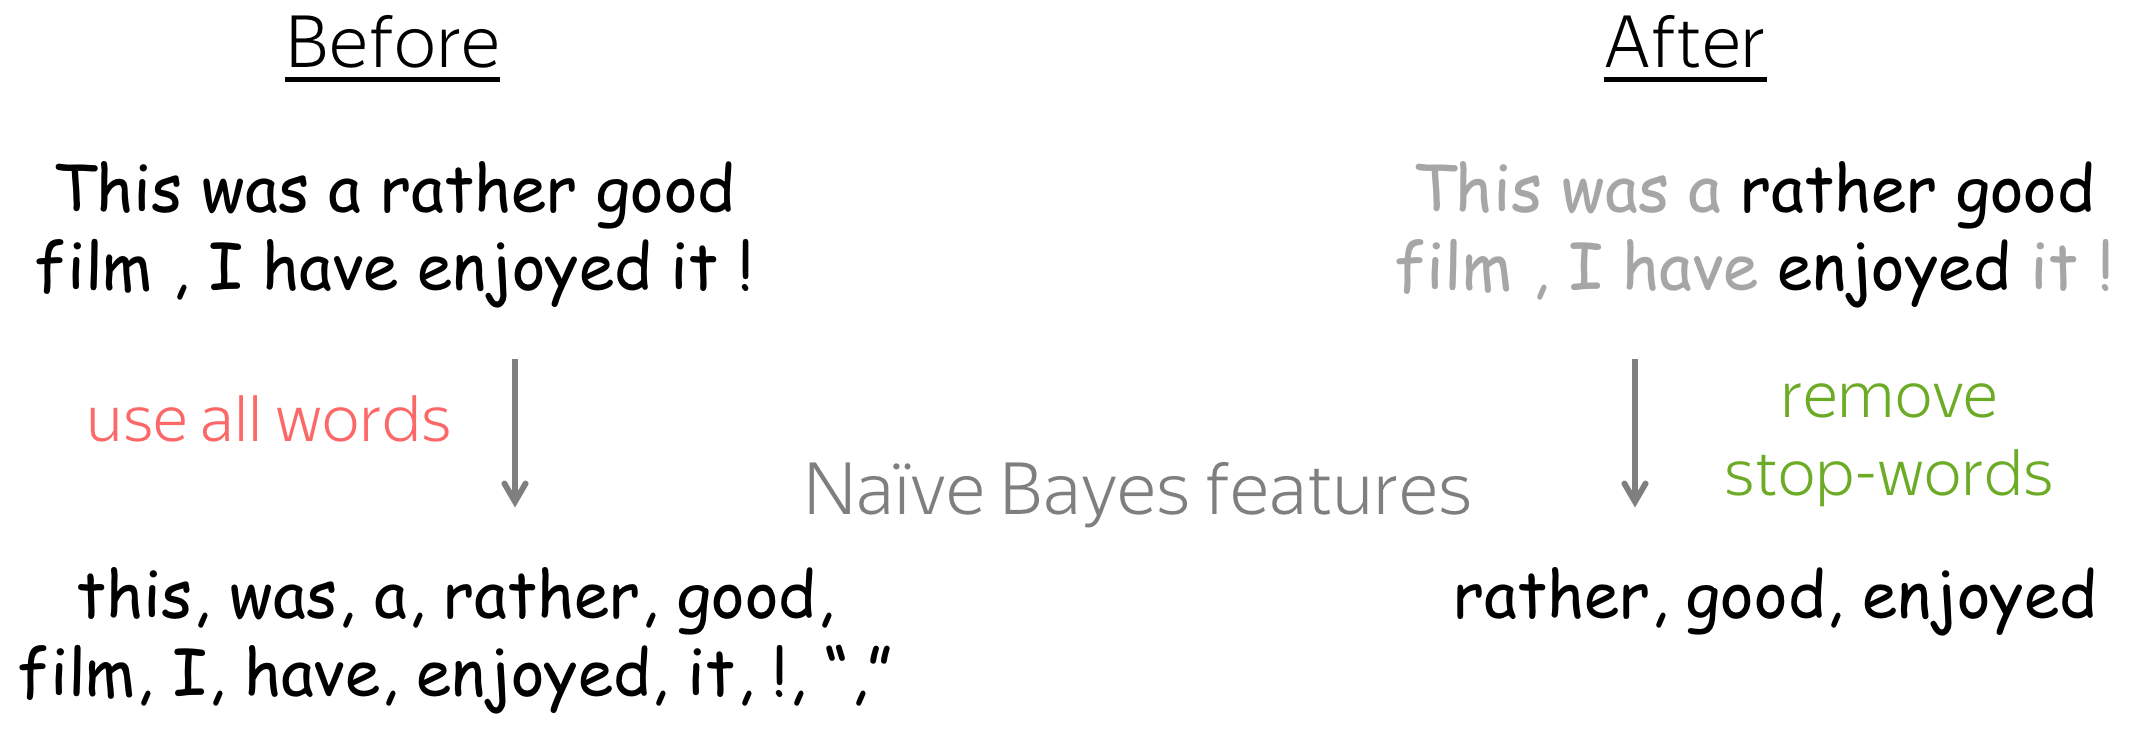 Before
This was a rather good
film , I have enjoyed it !
use all words
this, was, a, rather, good,
film, I, have, enjoyed, it, !, “ ,”
Naïve Bayes features
After
This was a rather good
film , I have enjoyed it !
remove
stop-words
rather, good, enjoyed